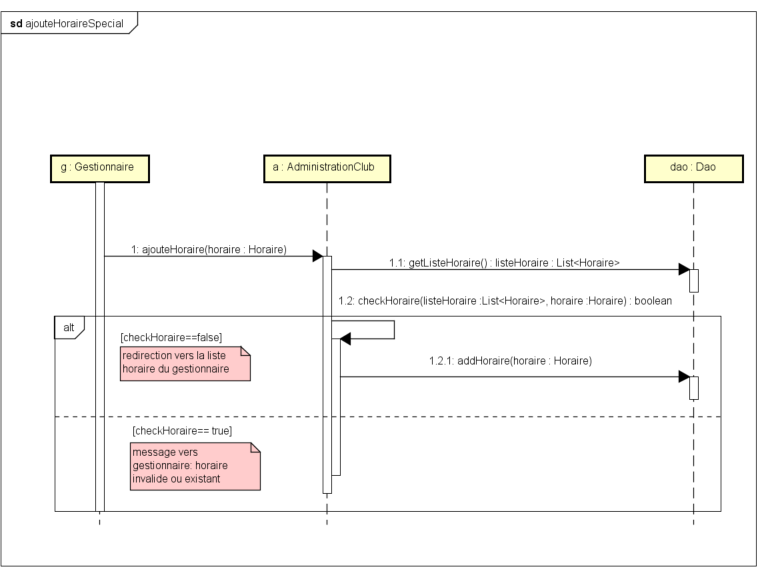 sd ajouteHoraireSpecial
g : Gestionnaire
a : AdministrationClub
dao : Dao
1: ajouteHoraire(horaire : Horaire)
1.1: getListeHoraire() : listeHoraire : List<Horaire>
1.2: checkHoraire(listeHoraire :List<Horaire>, horaire :Horaire) : boolean
alt
[checkHoraire==false]
redirection vers la liste
horaire du gestionnaire
1.2.1: addHoraire(horaire : Horaire)
[checkHoraire== true]
message vers
gestionnaire: horaire
invalide ou existant